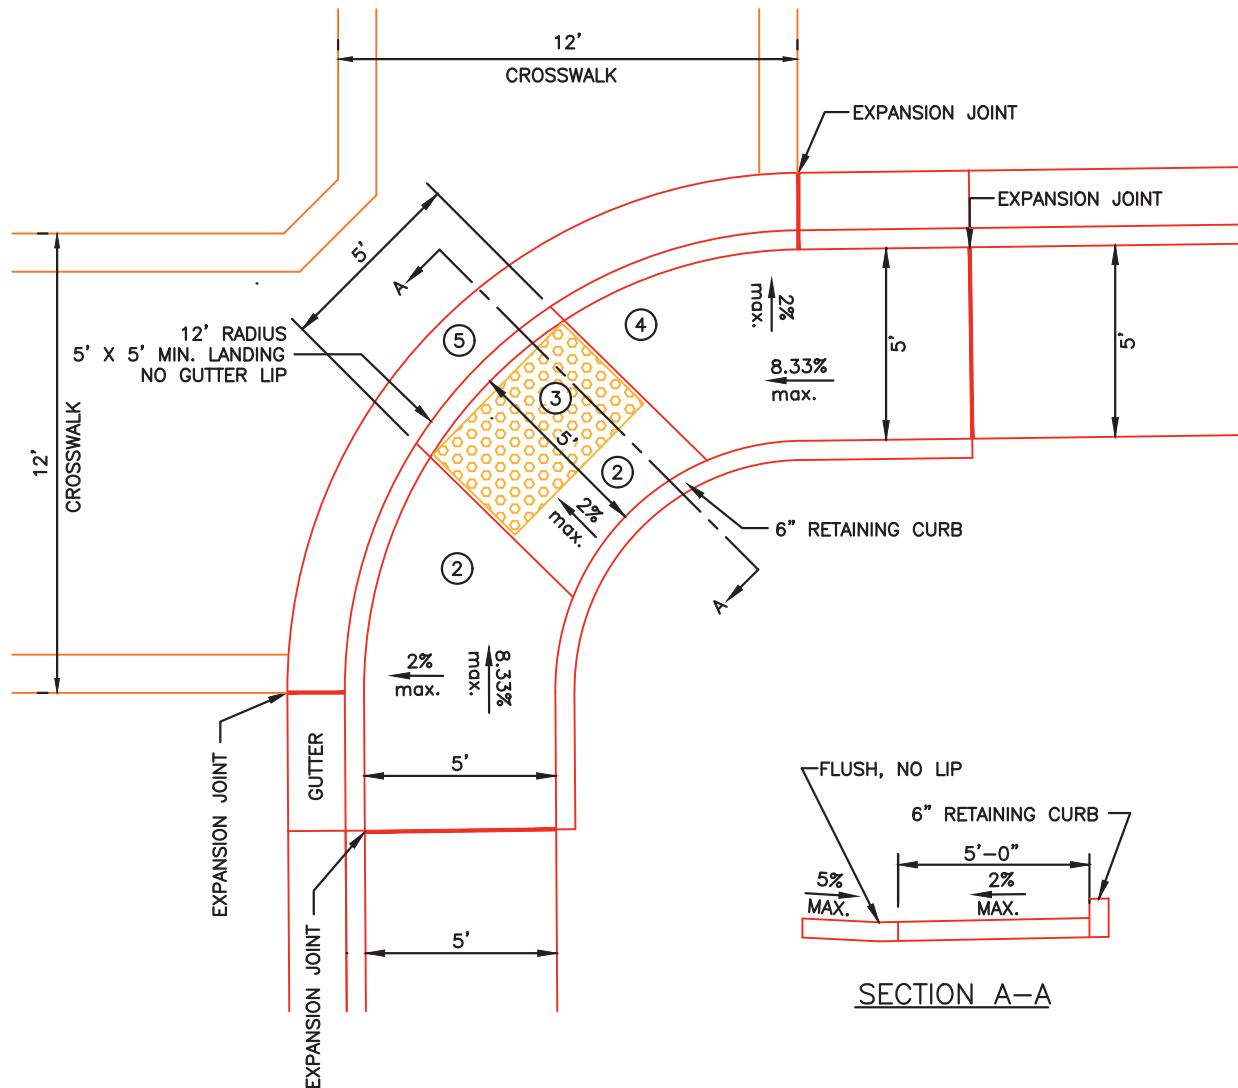 12'
CROSSWALK
EXPANSION JOINT
EXPANSION JOINT
5'
A
12' RADIUS
5' X 5' MIN. LANDING
NO GUTTER LIP
5
4
2%
max.
8.33%
max.
5'
5'
3
5'
2
2%
max.
12'
CROSSWALK
6" RETAINING CURB
2
A
2%
max.
8.33%
max.
EXPANSION JOINT
GUTTER
5'
EXPANSION JOINT
5'
FLUSH, NO LIP
6" RETAINING CURB
5'-0"
5%
MAX.
2%
MAX.
SECTION A-A